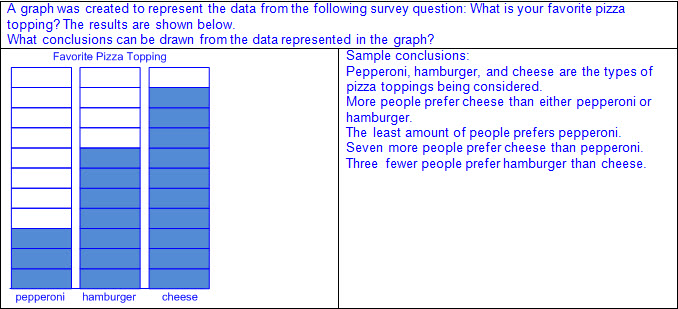 A graph was created to represent the data from the following survey question: What is your favorite pizza
topping? The results are shown below.
What conclusions can be drawn from the data represented in the graph?
Favorite Pizza Topping
pepperoni hamburger cheese
Sample conclusions:
Pepperoni, hamburger, and cheese are the types of
pizza toppings being considered.
More people prefer cheese than either pepperoni or
hamburger.
The least amount of people prefers pepperoni.
Seven more people prefer cheese than pepperoni.
Three fewer people prefer hamburger than cheese.